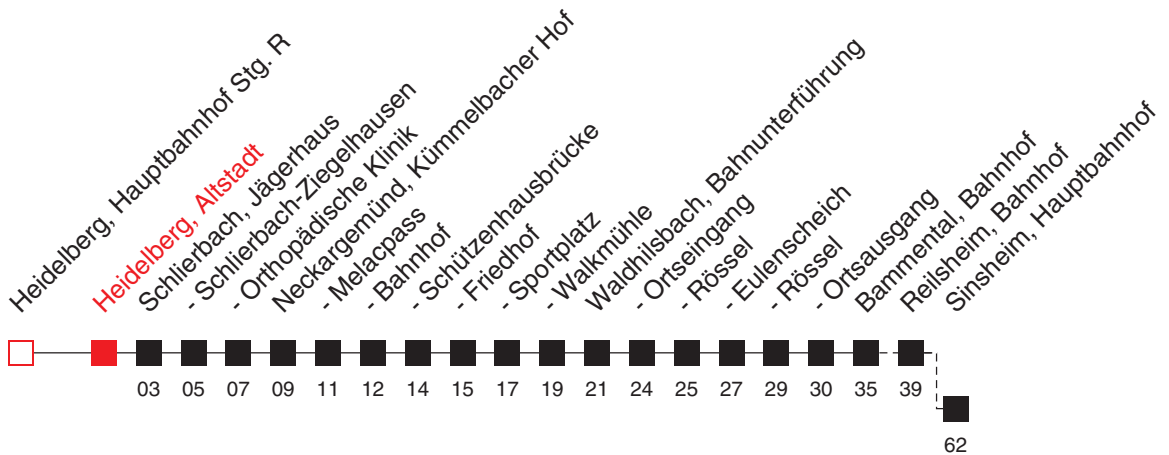 Heidelberg, Hauptbahnhof Stg. R
Heidelberg, Altstadt
Schlierbach, Jägerhaus
- Schlierbach-Ziegelhausen
- Orthopädische Klinik
Neckargemünd, Kümmelbacher Hof
- Melacpass
- Bahnhof
- Schützenhausbrücke
- Friedhof
- Sportplatz
- Walkmühle
Waldhilsbach, Bahnunterführung
- Ortseingang
- Rössel
- Eulenscheich
- Rössel
- Ortsausgang
Bammental, Bahnhof
Reilsheim, Bahnhof
Sinsheim, Hauptbahnhof
03 05 07 09 11 12 14 15 17 19 21 24 25 27 29 30 35 39
62